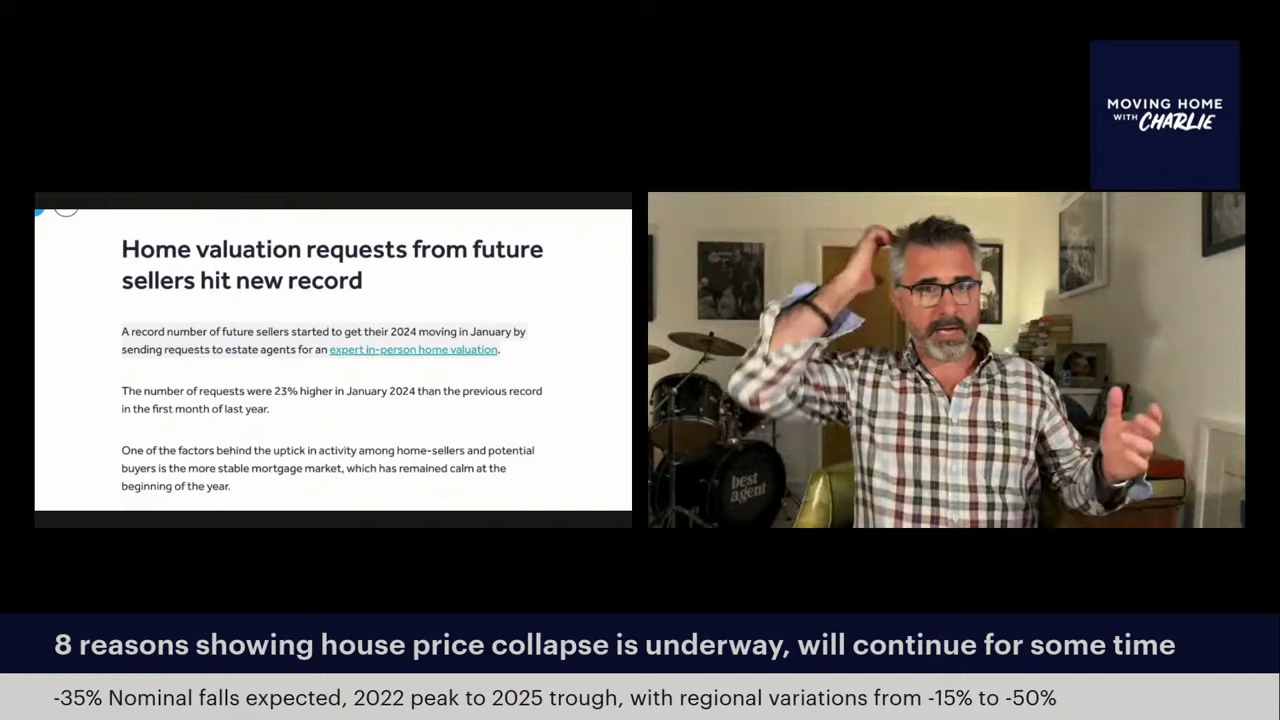 MOVING HOME
WITH CHARLIE
Home valuation requests from future
sellers hit new record
A record number of future sellers started to get their 2024 moving in January by
sending requests to estate agents for an expert in-person home valuation.
The number of requests were 23% higher in January 2024 than the previous record
in the first month of last year.
One of the factors behind the uptick in activity among home-sellers and potential
buyers is the more stable mortgage market, which has remained calm at the
beginning of the year.
best
agent
8 reasons showing house price collapse is underway, will continue for some time
-35% Nominal falls expected, 2022 peak to 2025 trough, with regional variations from -15% to -50%